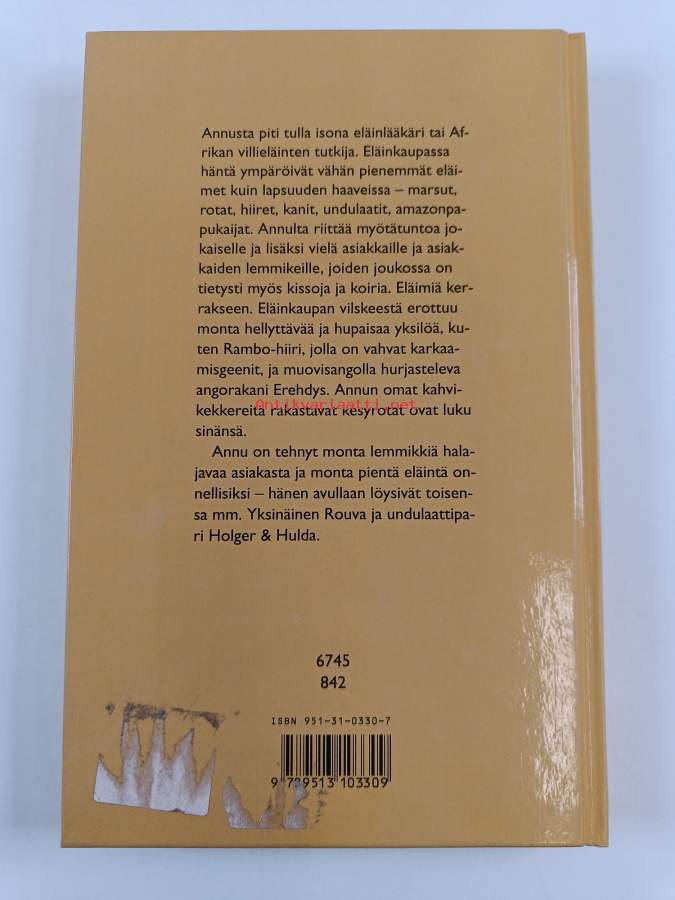 Annusta piti tulla isona eläinlääkäri tai Af-
rikan villieläinten tutkija. Eläinkaupassa
häntä ympäröivät vähän pienemmät eläi-
met kuin lapsuuden haaveissa – marsut,
rotat, hiiret, kanit, undulaatit, amazonpa-
pukaijat. Annulta riittää myötätuntoa jo-
kaiselle ja lisäksi vielä asiakkaille ja asiak-
kaiden lemmikeille, joiden joukossa on
tietysti myös kissoja ja koiria. Eläimiä ker-
rakseen. Eläinkaupan vilskeestä erottuu
monta hellyttävää ja hupaisaa yksilöä, ku-
ten Rambo-hiiri, jolla on vahvat karkaa-
misgeenit, ja muovisangolla hurjasteleva
angorakani Erehdys. Annun omat kahvi-
Antikvariaatti.net
kekkereitä rakastavat kesyrotat ovat luku
sinänsä.
Annu on tehnyt monta lemmikkiä hala-
javaa asiakasta ja monta pientä eläintä on-
nellisiksi – hänen avullaan löysivät toisen-
sa mm. Yksinäinen Rouva ja undulaattipa-
ri Holger & Hulda.
6745
842
ISBN 951-31-0330-7
9 789513 103309